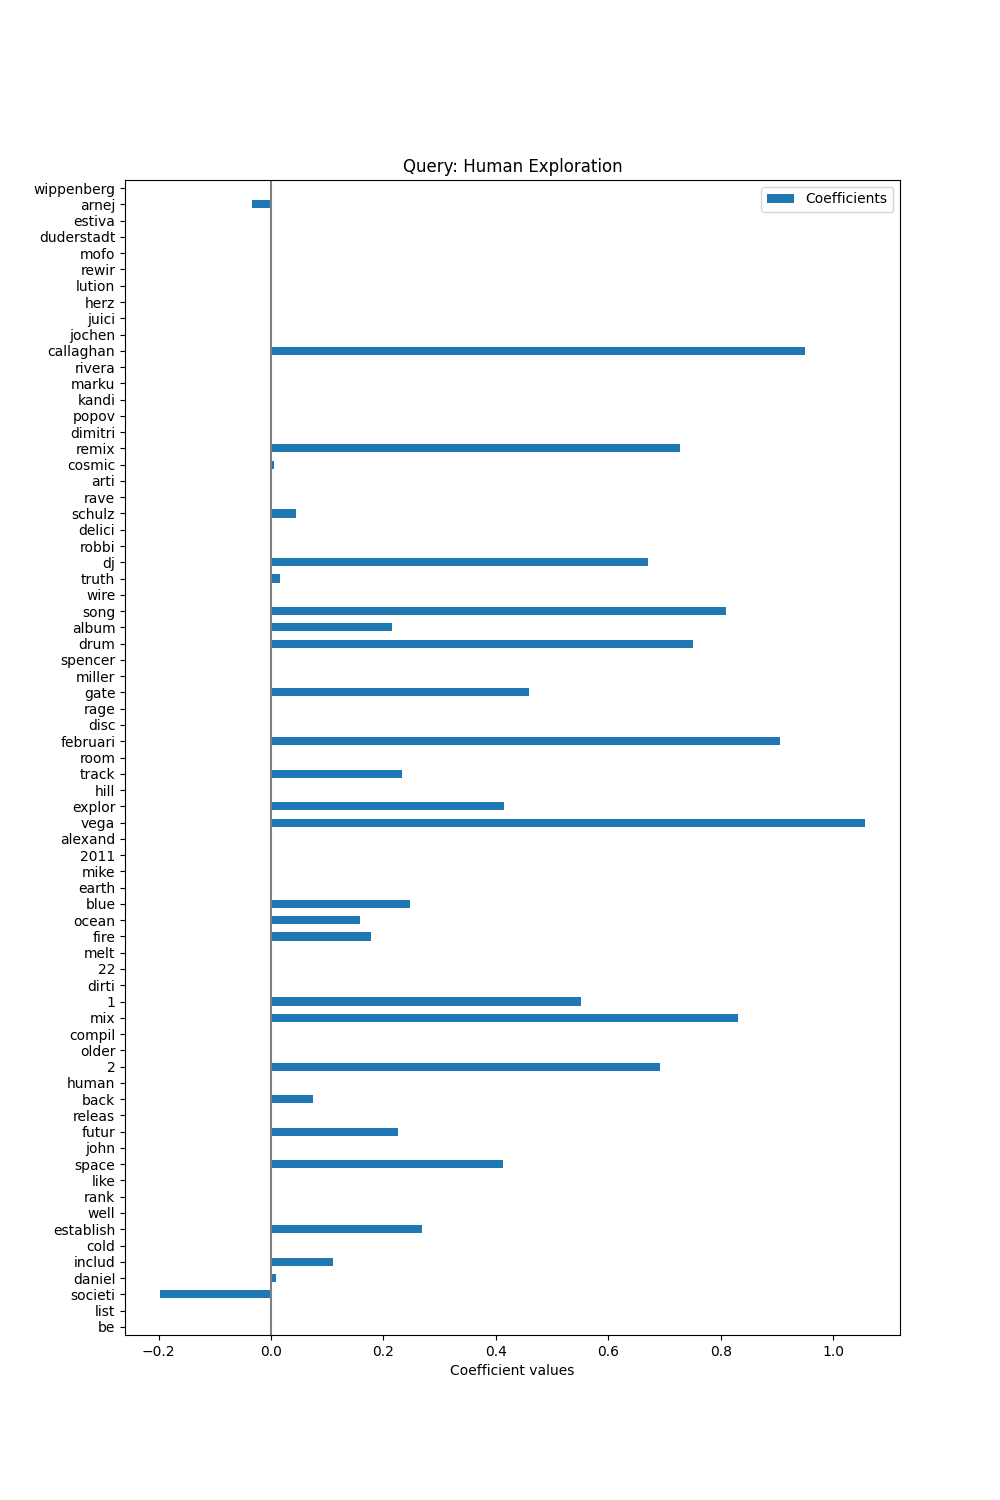 Query: Human Exploration
Coefficients
wippenberg
arnej
estiva
duderstadt
mofo
rewir
lution
herz
juici
jochen
callaghan
rivera
marku
kandi
popov
dimitri
remix
cosmic
arti
rave
schulz
delici
robbi
dj
truth
wire
song
album
drum
spencer
miller
gate
rage
disc
februari
room
track
hill
explor
vega
alexand
2011
mike
earth
blue
ocean
fire
melt
22
dirti
1
mix
compil
older
2
human
back
releas
futur
john
space
like
rank
well
establish
cold
includ
daniel
societi
list
be
−0.2 0.0 0.2 0.4 0.6 0.8 1.0
Coefficient values